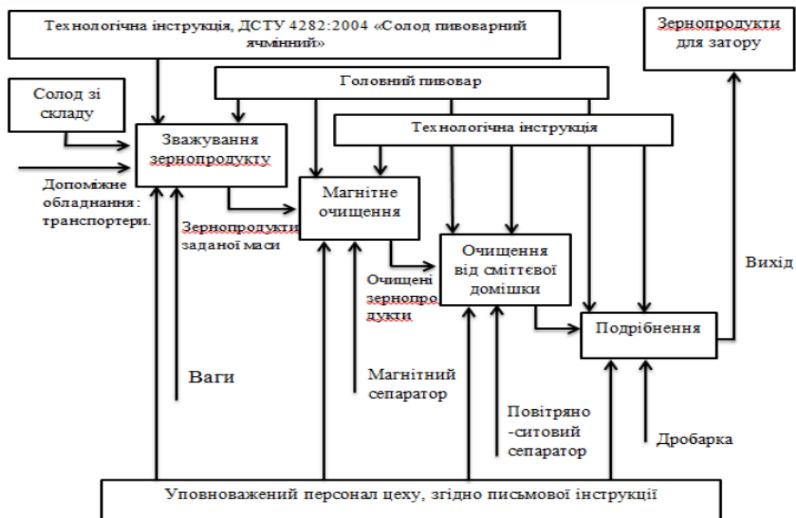 Технологічна інструкція, ДСТУ 4282:2004 «Солод пивоварний
ячмінний»
Зернопродукти
для затору
Головний пивовар
Солод зі
складу
Технологічна інструкція
Зважування
зернопродукту
Допоміжне
обладнання:
транспортери.
Магнітне
очищення
Зернопродукти
заданої маси
Очищення
від сміттєвої
домішки
Очищені
зернопро
дукти
Вихід
Подрібнення
Ваги
Магнітний
сепаратор
Повітряно
-ситовий
сепаратор
Дробарка
Уповноважений персонал цеху, згідно письмової інструкції